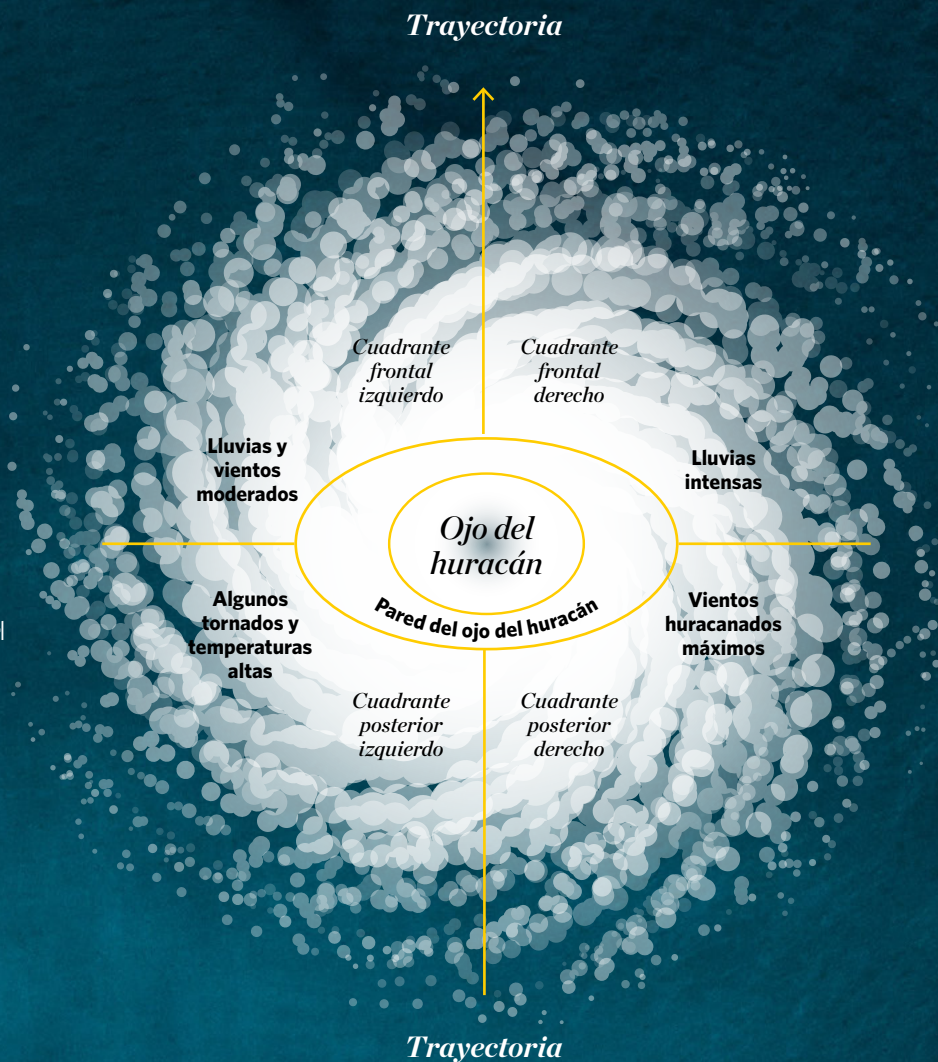 Trayectoria
Cuadrante
frontal
izquierdo
Cuadrante
frontal
derecho
Lluvias y
vientos
moderados
Lluvias
intensas
Ojo del
huracán
Pared del ojo del huracán
Algunos
tornados y
temperaturas
altas
Vientos
huracanados
máximos
Cuadrante
posterior
izquierdo
Cuadrante
posterior
derecho
Trayectoria